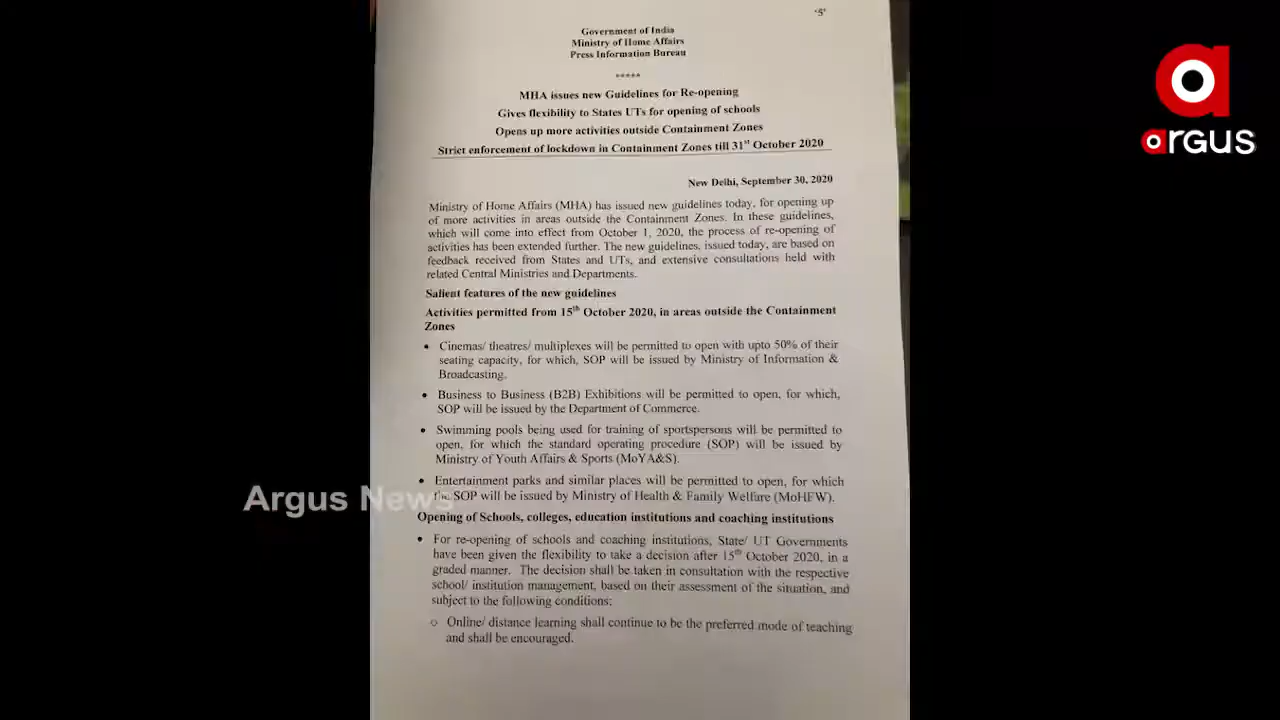 "5"
Government of India
Ministry of Home Affairs
Press Information Bureau
*****
MHA issues new Guidelines for Re-opening
Gives flexibility to States UTs for opening of schools
Opens up more activities outside Containment Zones
Strict enforcement of lockdown in Containment Zones till 31st October 2020
New Delhi, September 30, 2020
Ministry of Home Affairs (MHA) has issued new guidelines today, for opening up
of more activities in areas outside the Containment Zones. In these guidelines,
which will come into effect from October 1, 2020, the process of re-opening of
activities has been extended further. The new guidelines, issued today, are based on
feedback received from States and UTs, and extensive consultations held with
related Central Ministries and Departments.
Salient features of the new guidelines
Activities permitted from 15th October 2020, in areas outside the Containment
Zones
• Cinemas/ theatres/ multiplexes will be permitted to open with upto 50% of their
seating capacity, for which, SOP will be issued by Ministry of Information &
Broadcasting.
• Business to Business (B2B) Exhibitions will be permitted to open, for which,
SOP will be issued by the Department of Commerce.
• Swimming pools being used for training of sportspersons will be permitted to
open, for which the standard operating procedure (SOP) will be issued by
Ministry of Youth Affairs & Sports (MoYA&S).
• Entertainment parks and similar places will be permitted to open, for which
the SOP will be issued by Ministry of Health & Family Welfare (MoHFW).
Opening of Schools, colleges, education institutions and coaching institutions
• For re-opening of schools and coaching institutions, State/ UT Governments
have been given the flexibility to take a decision after 15th October 2020, in a
graded manner. The decision shall be taken in consultation with the respective
school/ institution management, based on their assessment of the situation, and
subject to the following conditions:
o Online/ distance learning shall continue to be the preferred mode of teaching
and shall be encouraged.
Argus News
a
argus